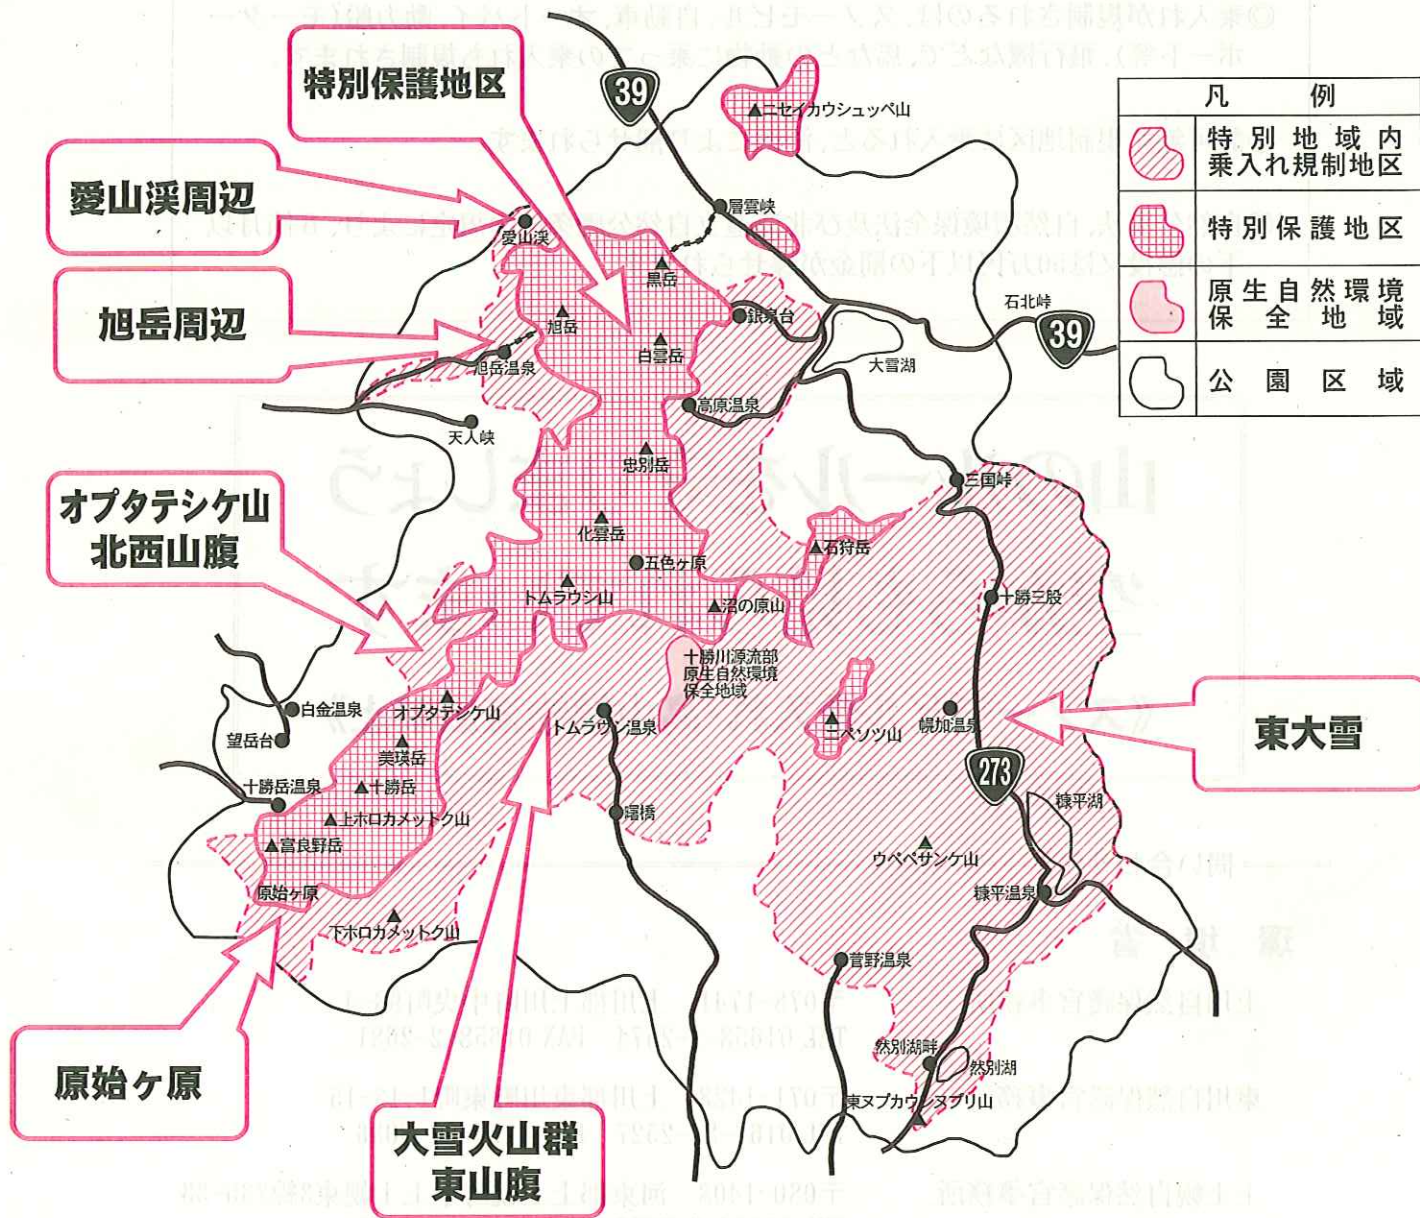 特別保護地区
愛山渓周辺
旭岳周辺
オプタテシケ山
北西山腹
原始ヶ原
大雪火山群
東山腹
東大雪
凡 例
特別地域内
乗入れ規制地区
特別保護地区
原生自然環境
保全地域
公園区域
39
39
273
ニセイカウシュッペ山
層雲峡
愛山渓
黒岳
旭岳
銀泉台
石北峠
白雲岳
旭岳温泉
大雪湖
高原温泉
天人峡
忠別岳
三国峠
化雲岳
石狩岳
五色ヶ原
トムラウシ山
沼の原山
十勝三股
十勝川源流部
原生自然環境
保全地域
オプタテシケ山
白金温泉
トムラウシ温泉
ニペソツ山
幌加温泉
望岳台
美瑛岳
十勝岳温泉
十勝岳
上ホロカメットク山
曙橋
糠平湖
富良野岳
ウペペサンケ山
原始ヶ原
糠平温泉
下ホロカメットク山
菅野温泉
然別湖畔
然別湖
東ヌプカウシヌプリ山